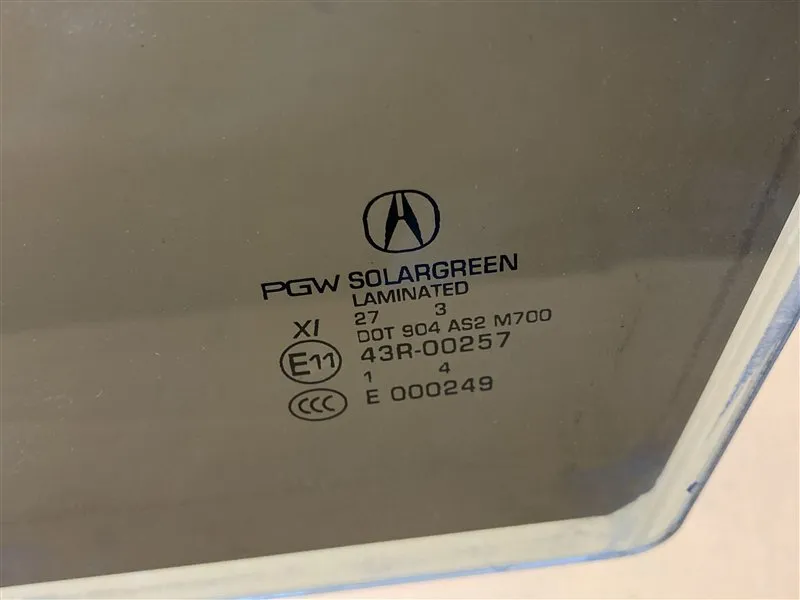 PGW SOLARGREEN
LAMINATED
27 3
XI DOT 904 AS2 M700
E11 43R-00257
1 4
CCC E 000249